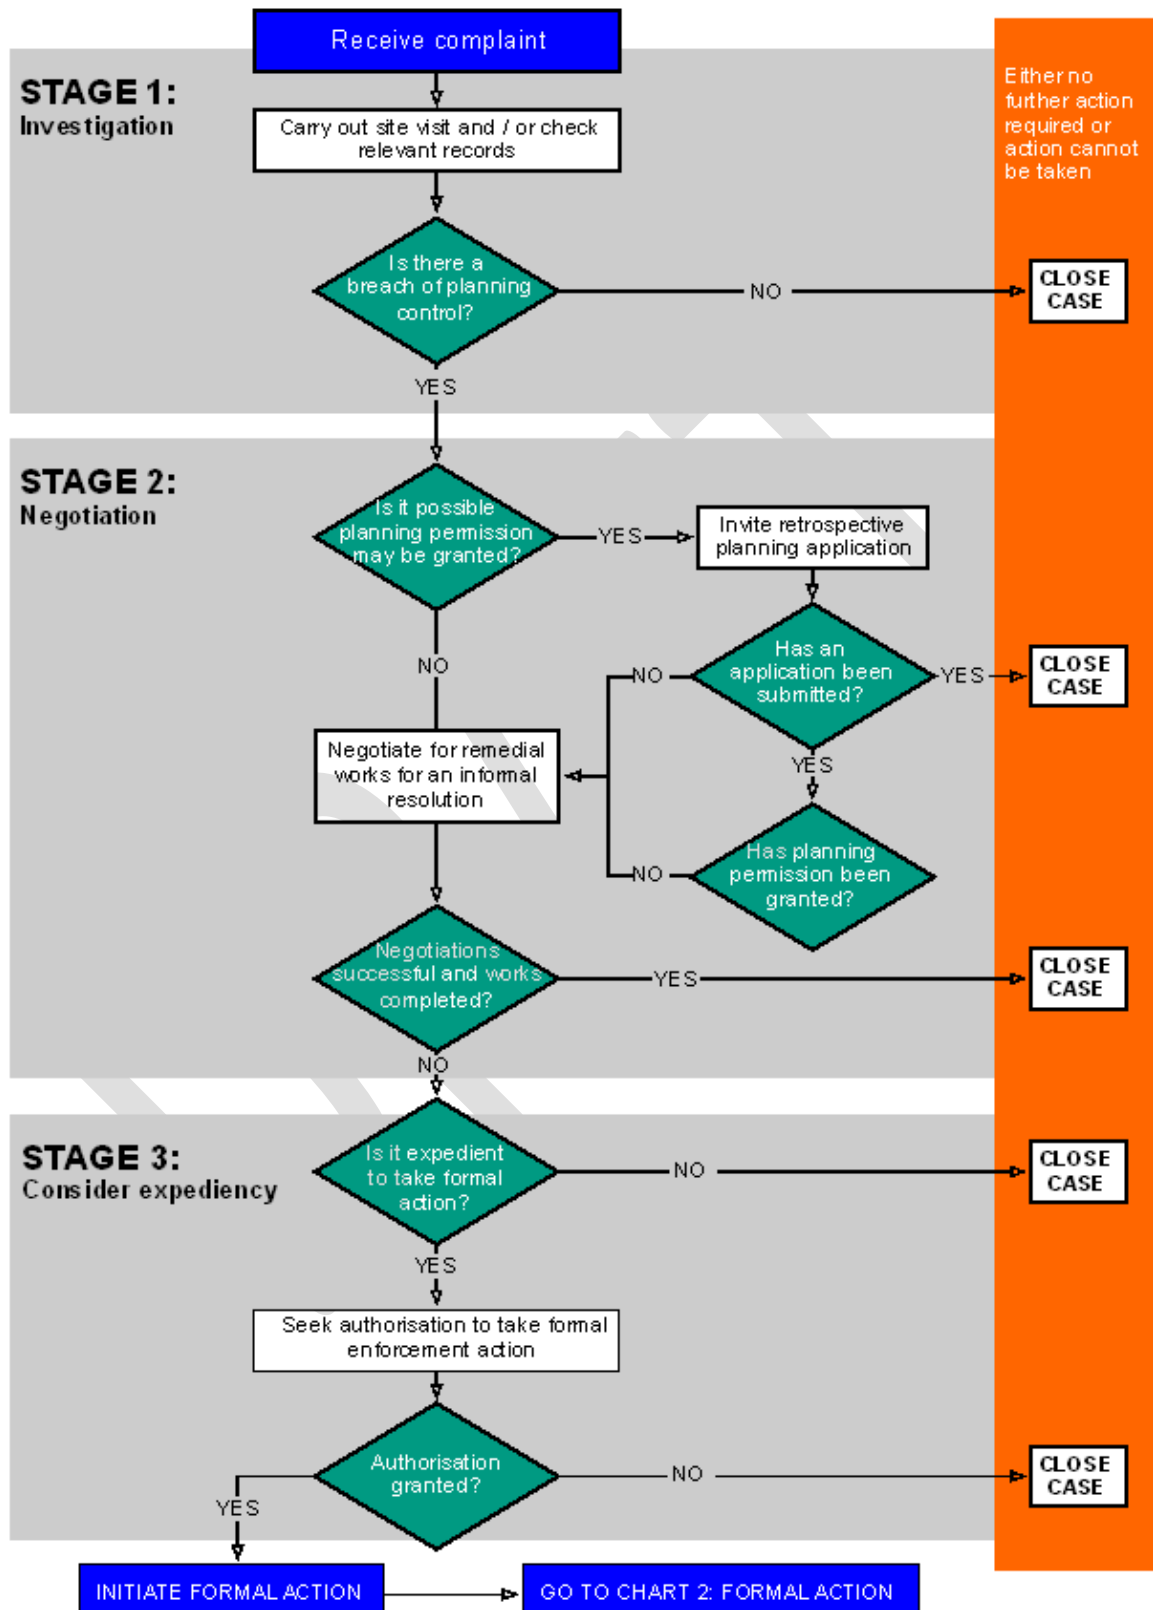 Receive complaint
STAGE 1:
Investigation
Either no
further action
required or
action cannot
be taken
Carry out site visit and / or check
relevant records
Is there a
breach of planning
control?
NO
CLOSE
CASE
YES
STAGE 2:
Negotiation
Is it possible
planning permission
may be granted?
YES
Invite retrospective
planning application
NO
Has an
application been
submitted?
NO
YES
CLOSE
CASE
Negotiate for remedial
works for an informal
resolution
YES
Has planning
permission been
granted?
NO
Negotiations
successful and works
completed?
YES
CLOSE
CASE
NO
STAGE 3:
Consider expediency
Is it expedient
to take formal
action?
NO
CLOSE
CASE
YES
Seek authorisation to take formal
enforcement action
Authorisation
granted?
NO
CLOSE
CASE
YES
INITIATE FORMAL ACTION
GO TO CHART 2: FORMAL ACTION